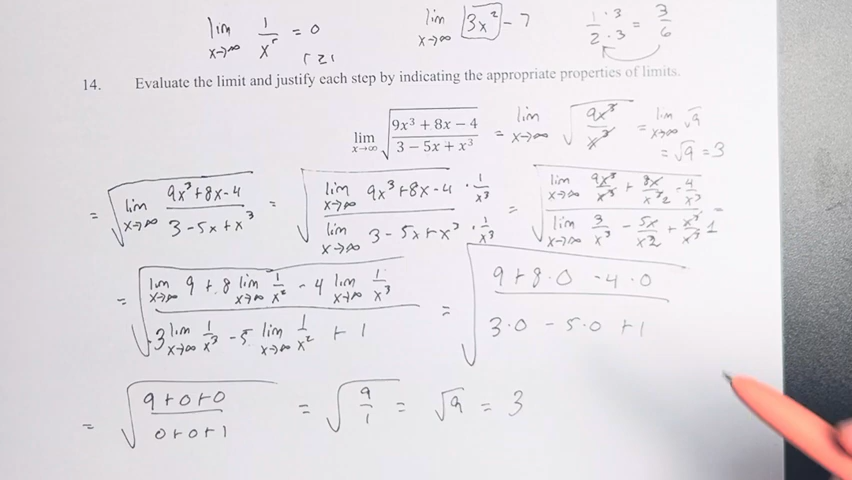 lim x→∞ 1/x^r = 0 r ≥ 1
lim x→∞ 3x² - 7
1·3/2·3 = 3/6
14. Evaluate the limit and justify each step by indicating the appropriate properties of limits.
lim x→∞ √((9x³ + 8x − 4)/(3 − 5x + x³)) = lim x→∞ √(9x³/x³) = lim x→∞ √9
= √9 = 3
= √(lim x→∞ (9x³+8x-4)/(3-5x+x³)) = √((lim x→∞ 9x³+8x-4 · 1/x³)/(lim x→∞ 3-5x+x³ · 1/x³)) = √((lim x→∞ 9x³/x³ + 8x/x³ 2 - 4/x³)/(lim x→∞ 3/x³ - 5x/x2 + x³/x³ 1)) =
= √((lim x→∞ 9 + 8 lim x→∞ 1/x² - 4 lim x→∞ 1/x³)/(3 lim x→∞ 1/x³ - 5 lim x→∞ 1/x² + 1)) = √((9+8·0 -4·0)/(3·0 - 5·0 +1))
= √((9+0+0)/(0+0+1)) = √(9/1) = √9 = 3